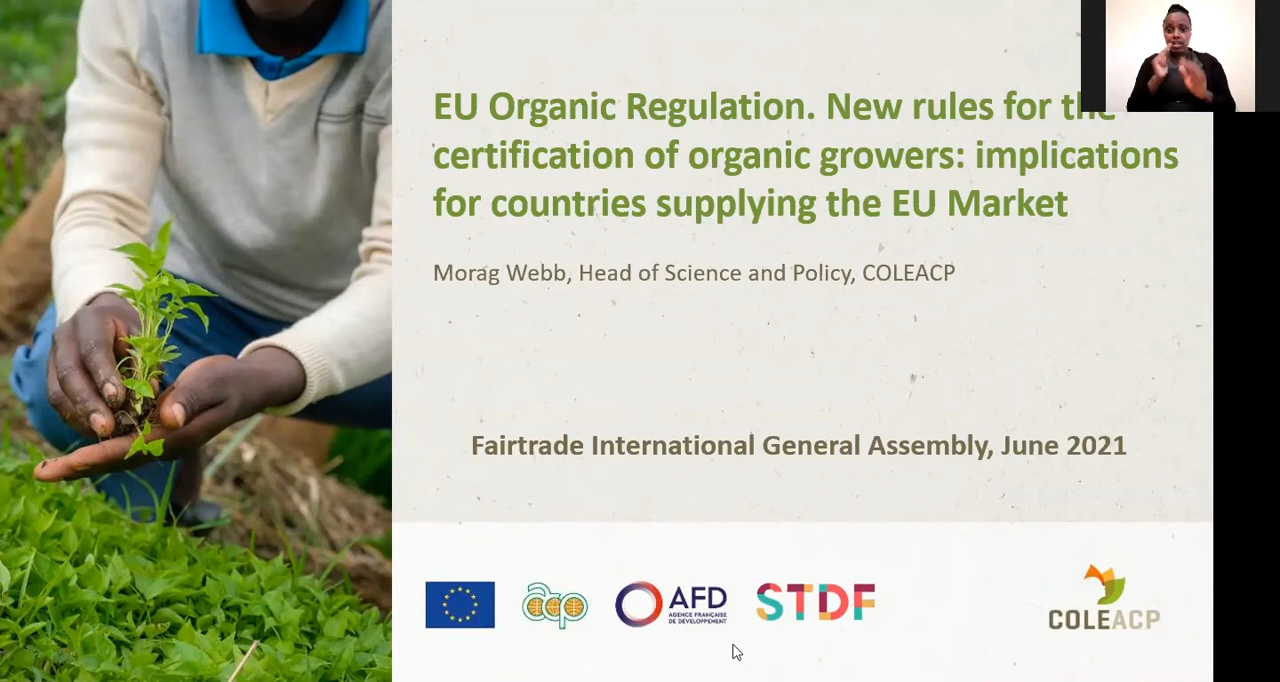 EU Organic Regulation. New rules for the
certification of organic growers: implications
for countries supplying the EU Market
Morag Webb, Head of Science and Policy, COLEACP
Fairtrade International General Assembly, June 2021
acp
AFD
AGENCE FRANÇAISE
DE DÉVELOPPEMENT
STDF
COLEACP